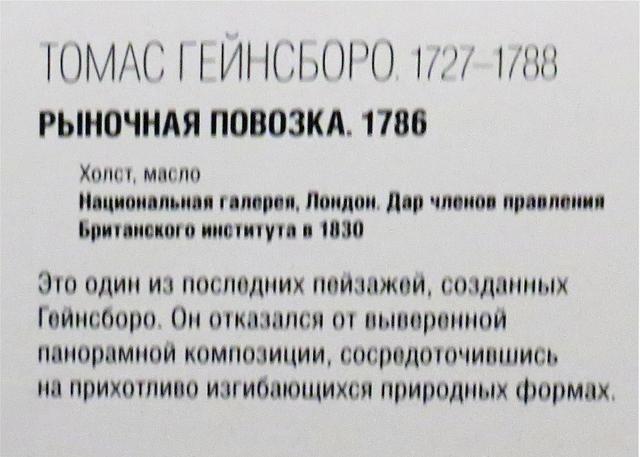 ТОМАС ГЕЙНСБОРО. 1727–1788
РЫНОЧНАЯ ПОВОЗКА. 1786
Холст, масло
Национальная галерея, Лондон. Дар членов правления
Британского института в 1830
Это один из последних пейзажей, созданных
Гейнсборо. Он отказался от выверенной
панорамной композиции, сосредоточившись
на прихотливо изгибающихся природных формах.